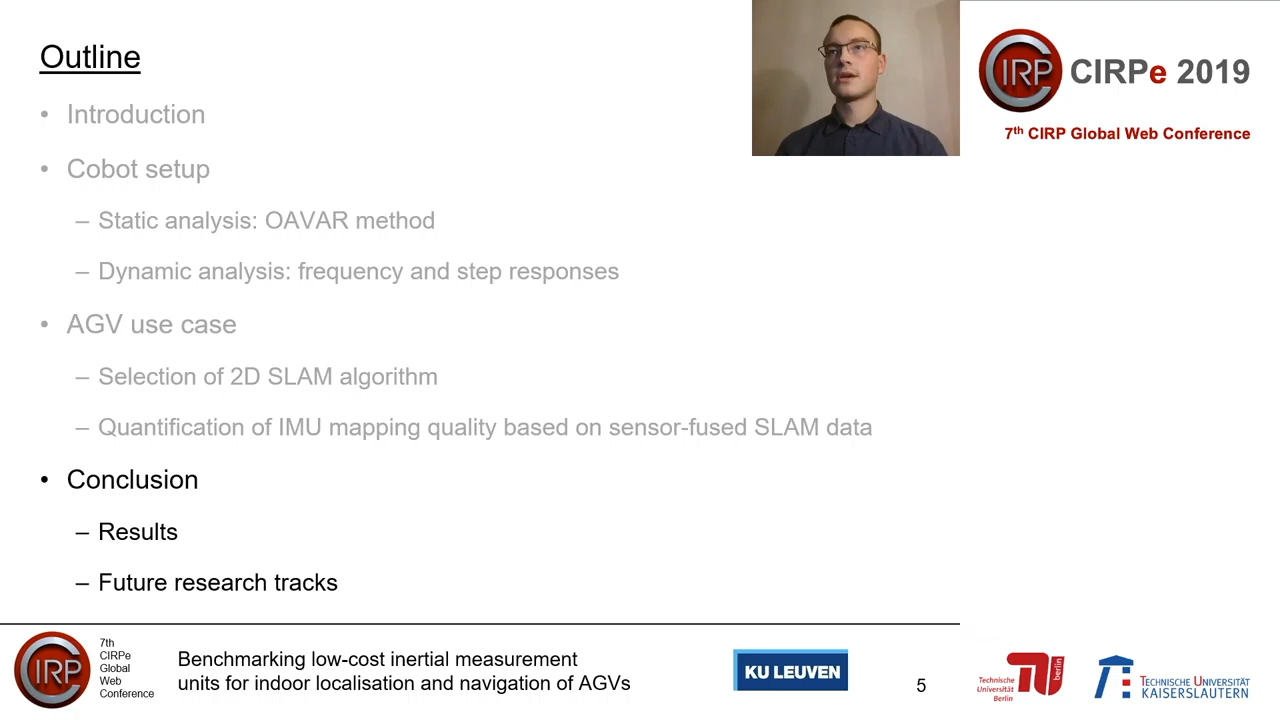 Outline
• Introduction
• Cobot setup
– Static analysis: OAVAR method
– Dynamic analysis: frequency and step responses
• AGV use case
– Selection of 2D SLAM algorithm
– Quantification of IMU mapping quality based on sensor-fused SLAM data
• Conclusion
– Results
– Future research tracks
CIRP
CIRPe 2019
7th CIRP Global Web Conference
CIRP
7th
CIRPe
Global
Web
Conference
Benchmarking low-cost inertial measurement
units for indoor localisation and navigation of AGVs
KU LEUVEN
5
Technische
Universität
Berlin
berlin
TECHNISCHE UNIVERSITÄT
KAISERSLAUTERN